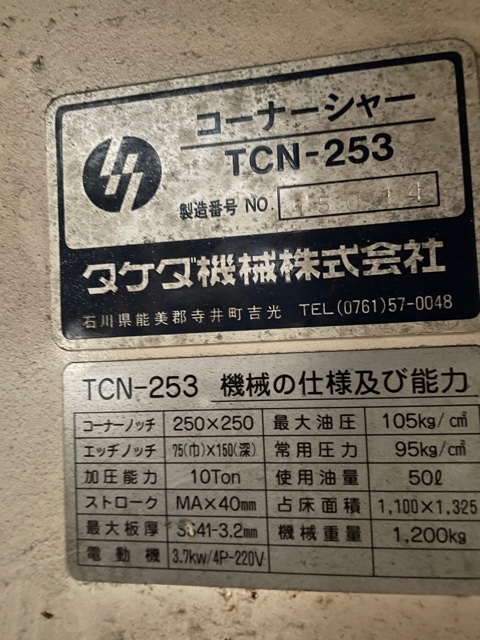 コーナーシャー
TCN-253
製造番号 NO.
タケダ機械株式会社
石川県能美郡寺井町吉光 TEL(0761)57-0048
TCN-253 機械の仕様及び能力
コーナーノッチ 250×250 最大油圧 105kg/c㎡
エッヂノッチ 75(巾)×150(深) 常用圧力 95kg/c㎡
加圧能力 10Ton 使用油量 50ℓ
ストローク MA×40mm 占床面積 1,100×1,325
最大板厚 SS41-3.2mm 機械重量 1,200kg
電動機 3.7kw/4P-220V